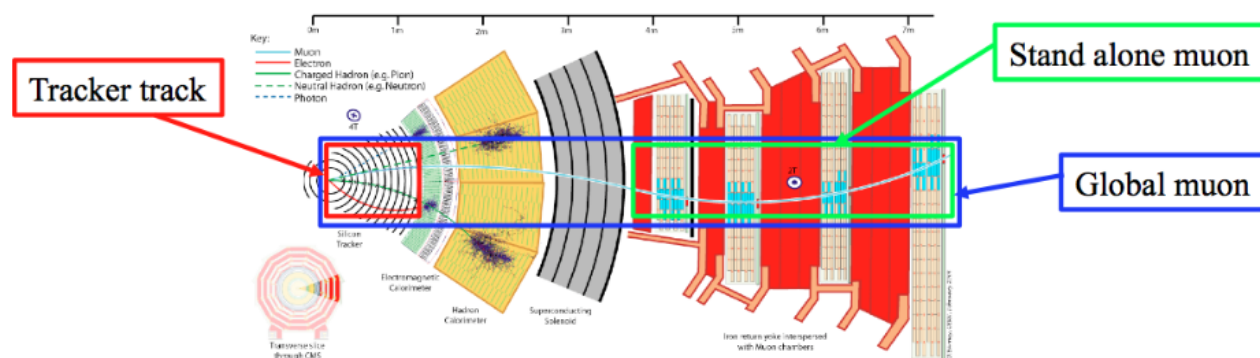 0m 1m 2m 3m 4m 5m 6m 7m
Key:
Muon
Electron
Charged Hadron (e.g. Pion)
Neutral Hadron (e.g. Neutron)
Photon
Tracker track
Stand alone muon
Global muon
4T
2T
Silicon
Tracker
Electromagnetic
Calorimeter
Hadron
Calorimeter
Superconducting
Solenoid
Iron return yoke interspersed
with Muon chambers
Transverse slice
through CMS